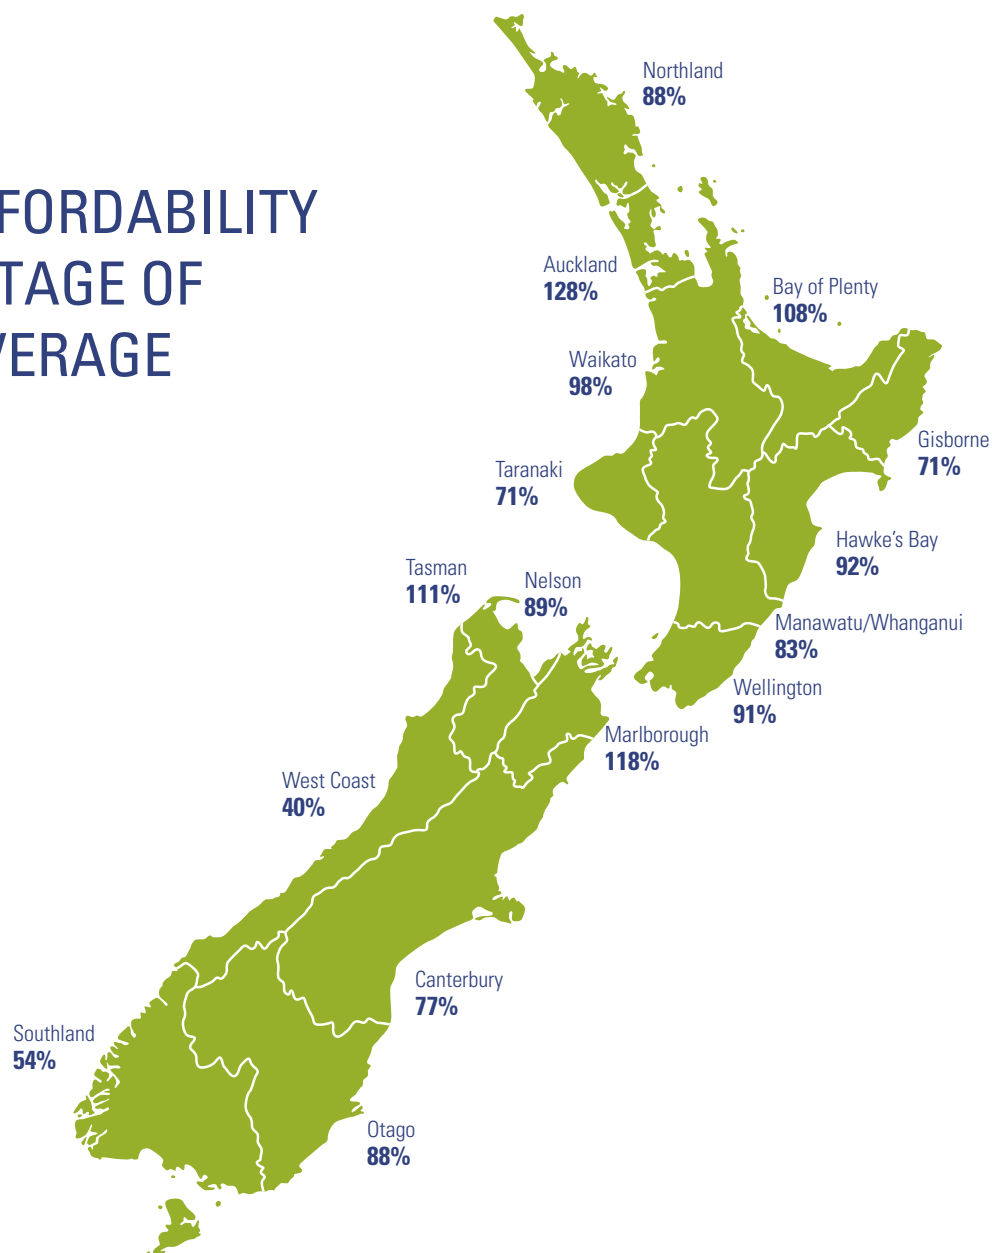 FORDABILITY
TAGE OF
VERAGE
Northland
88%
Auckland
128%
Bay of Plenty
108%
Waikato
98%
Gisborne
71%
Taranaki
71%
Hawke's Bay
92%
Tasman
111%
Nelson
89%
Manawatu/Whanganui
83%
Wellington
91%
Marlborough
118%
West Coast
40%
Canterbury
77%
Southland
54%
Otago
88%